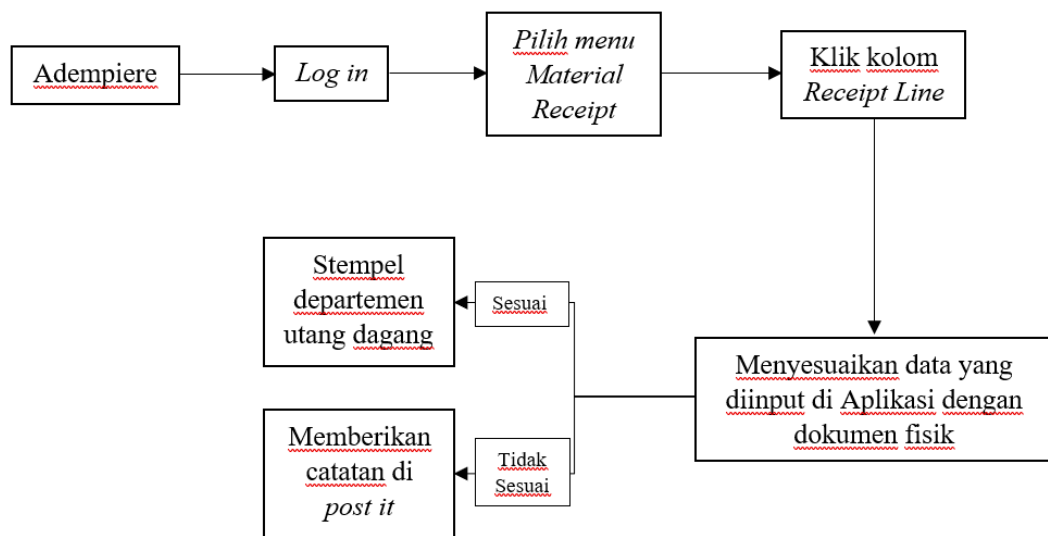 Adempiere
Log in
Pilih menu
Material
Receipt
Klik kolom
Receipt Line
Menyesuaikan data yang
diinput di Aplikasi dengan
dokumen fisik
Sesuai
Stempel
departemen
utang dagang
Tidak
Sesuai
Memberikan
catatan di
post it